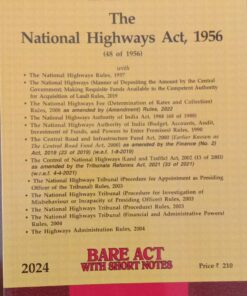 The
National Highways Act, 1956
(48 of 1956)
with
• The National Highways Rules, 1957
• The National Highways (Manner of Depositing the Amount by the Central
Government; Making Requisite Funds Available to the Competent Authority
for Acquisition of Land) Rules, 2019
• The National Highways Fee (Determination of Rates and Collection)
Rules, 2008 as amended by (Amendment) Rules, 2022
• The National Highways Authority of India Act, 1988 (68 of 1988)
• The National Highways Authority of India (Budget, Accounts, Audit,
Investment of Funds, and Powers to Enter Premises) Rules, 1990
• The Central Road and Infrastructure Fund Act, 2000 (Earlier Known as
The Central Road Fund Act, 2000) as amended by the Finance (No. 2)
Act, 2019 (23 of 2019) (w.e.f. 1-9-2019)
• The Control of National Highways (Land and Traffic) Act, 2002 (13 of 2003)
as amended by the Tribunals Reforms Act, 2021 (33 of 2021)
(w.r.e.f. 4-4-2021)
• The National Highways Tribunal (Procedure for Appointment as Presiding
Officer of the Tribunal) Rules, 2003
• The National Highways Tribunal (Procedure for Investigation of
Misbehaviour or Incapacity of Presiding Officer) Rules, 2003
• The National Highways Tribunal (Procedure) Rules, 2003
• The National Highways Tribunal (Financial and Administrative Powers)
Rules, 2004
• The Highways Administration Rules, 2004
BARE ACT
WITH SHORT NOTES
2024
Price ₹ 210